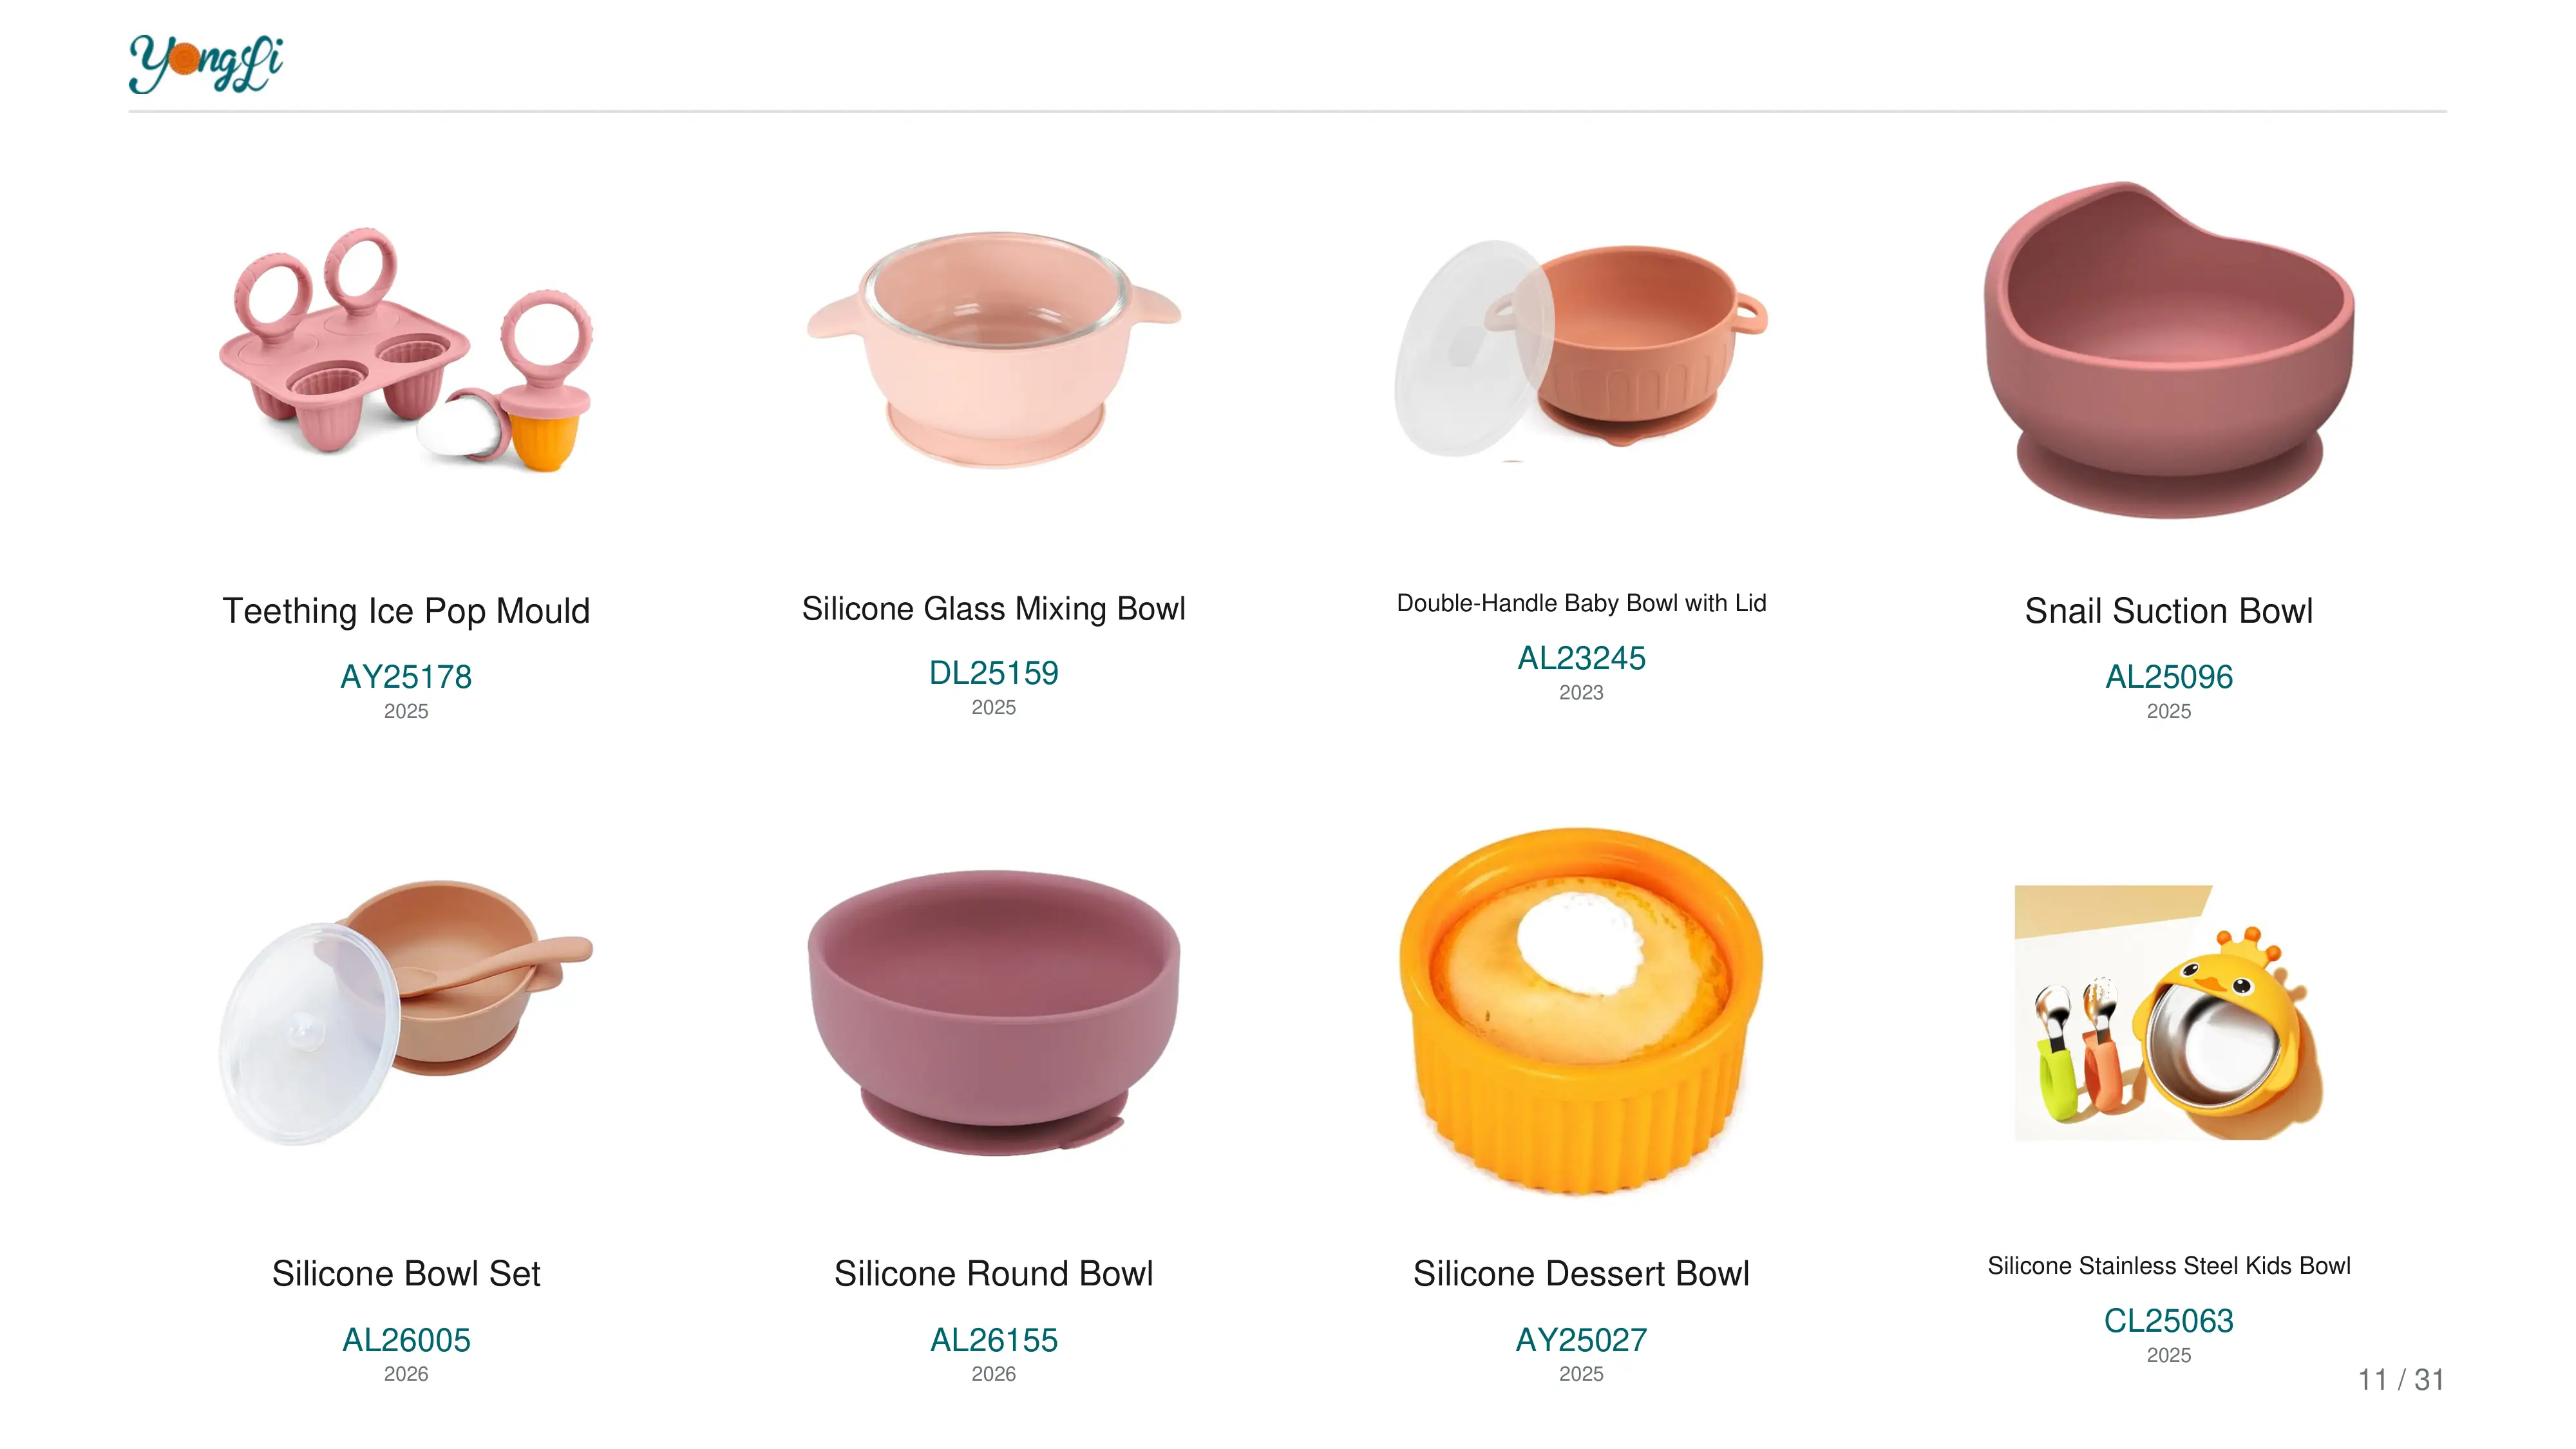 YongLi
Teething Ice Pop Mould
AY25178
2025
Silicone Glass Mixing Bowl
DL25159
2025
Double-Handle Baby Bowl with Lid
AL23245
2023
Snail Suction Bowl
AL25096
2025
Silicone Bowl Set
AL26005
2026
Silicone Round Bowl
AL26155
2026
Silicone Dessert Bowl
AY25027
2025
Silicone Stainless Steel Kids Bowl
CL25063
2025
11 / 31